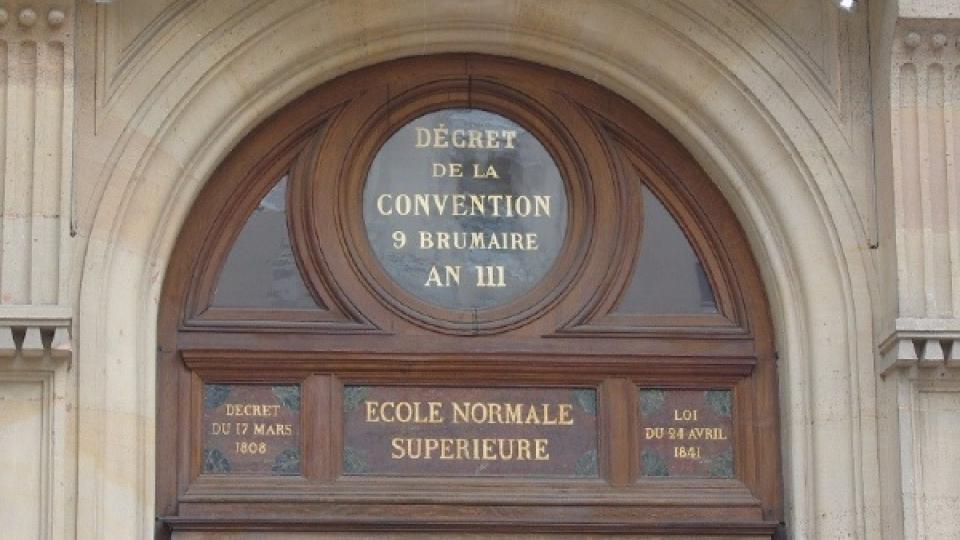 DÉCRET
DE LA
CONVENTION
9 BRUMAIRE
AN III
DÉCRET
DU 17 MARS
1808
ECOLE NORMALE
SUPERIEURE
LOI
DU 24 AVRIL
1841